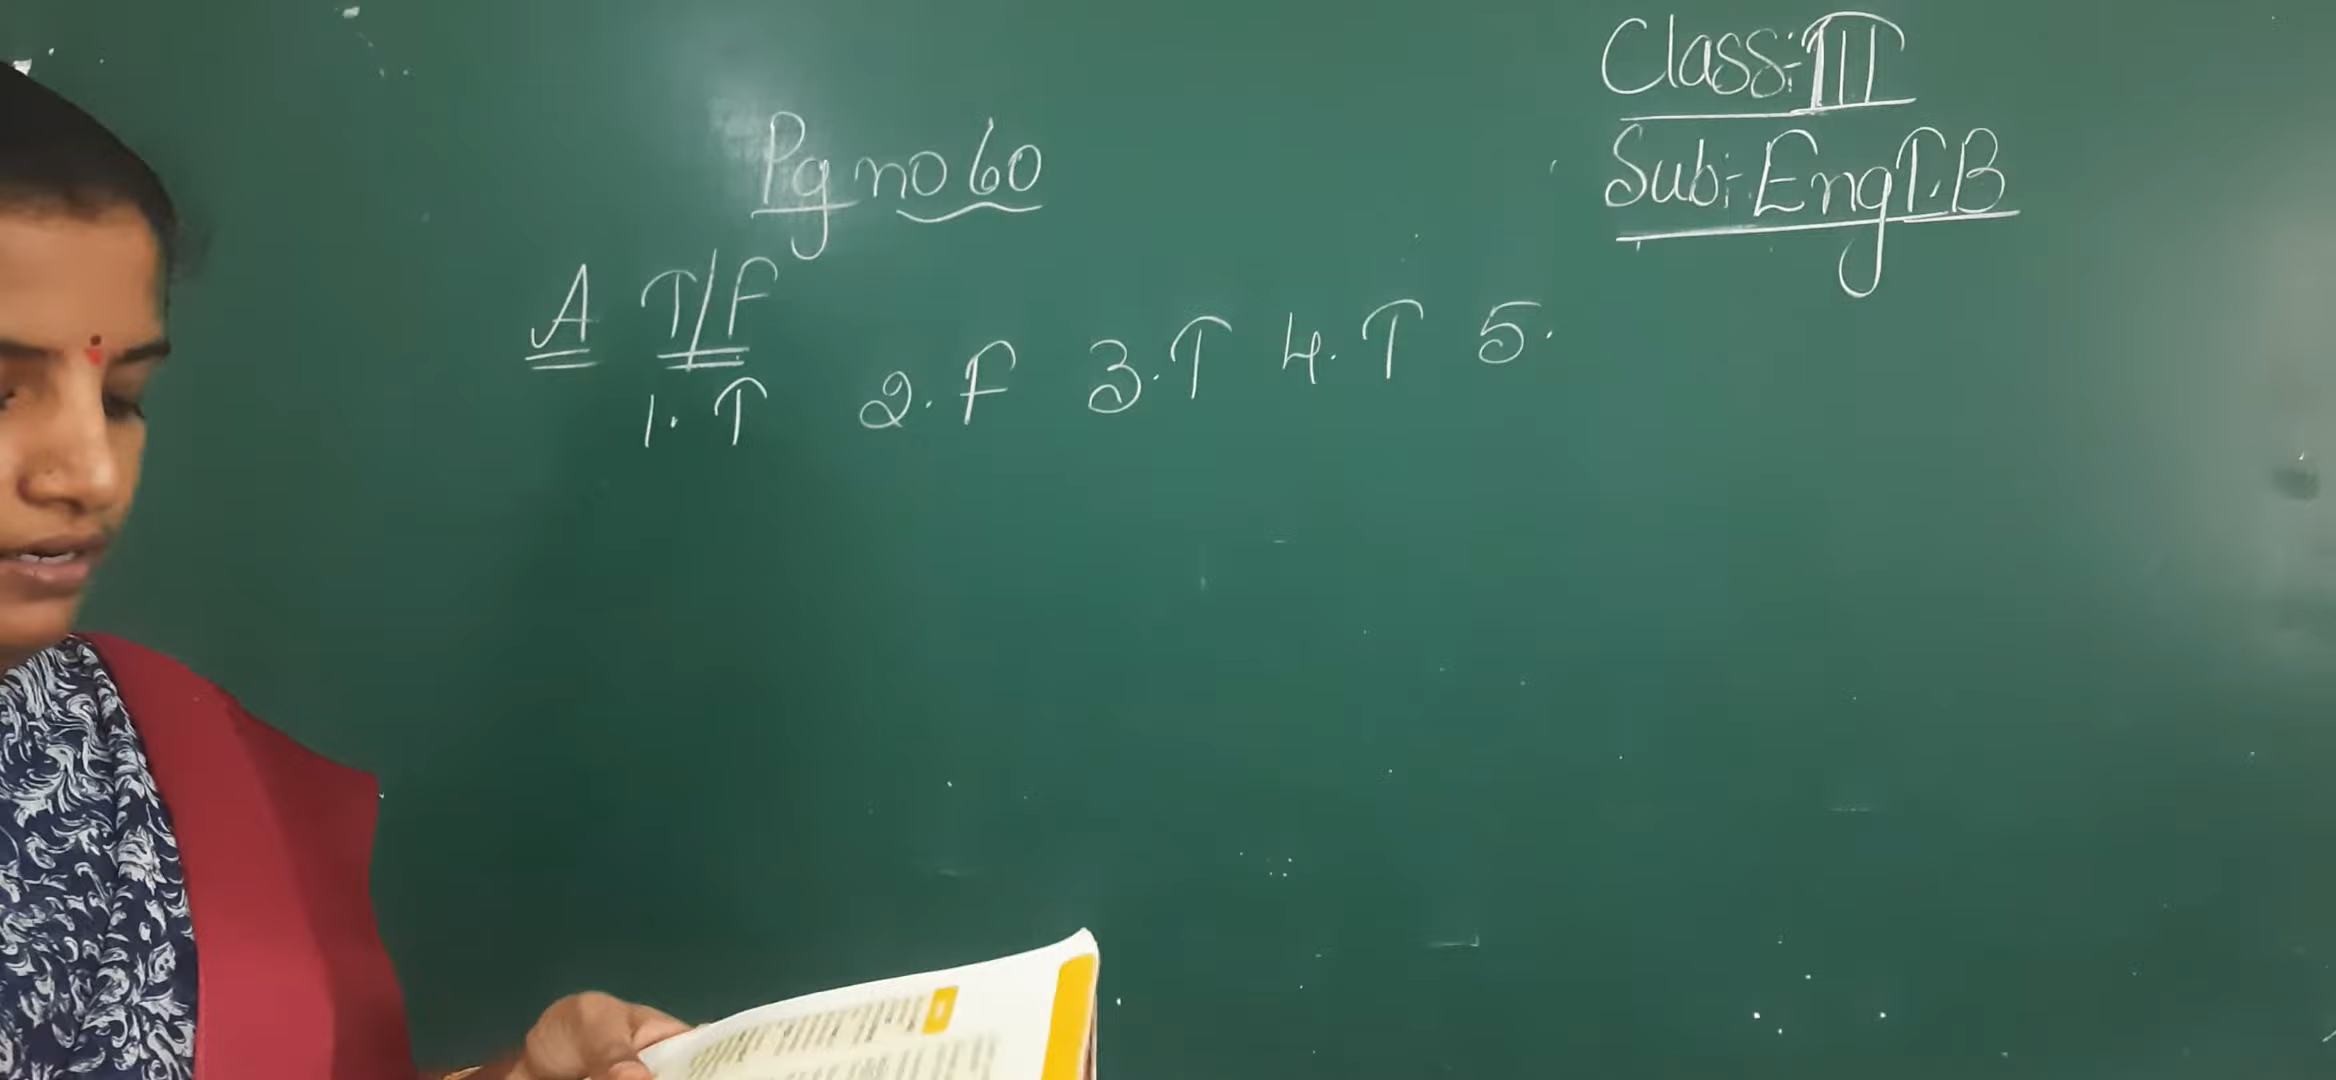 Class:- III
Sub:- Eng T.B
Pg no 60
A T/F
1. T 2. F 3. T 4. T 5.